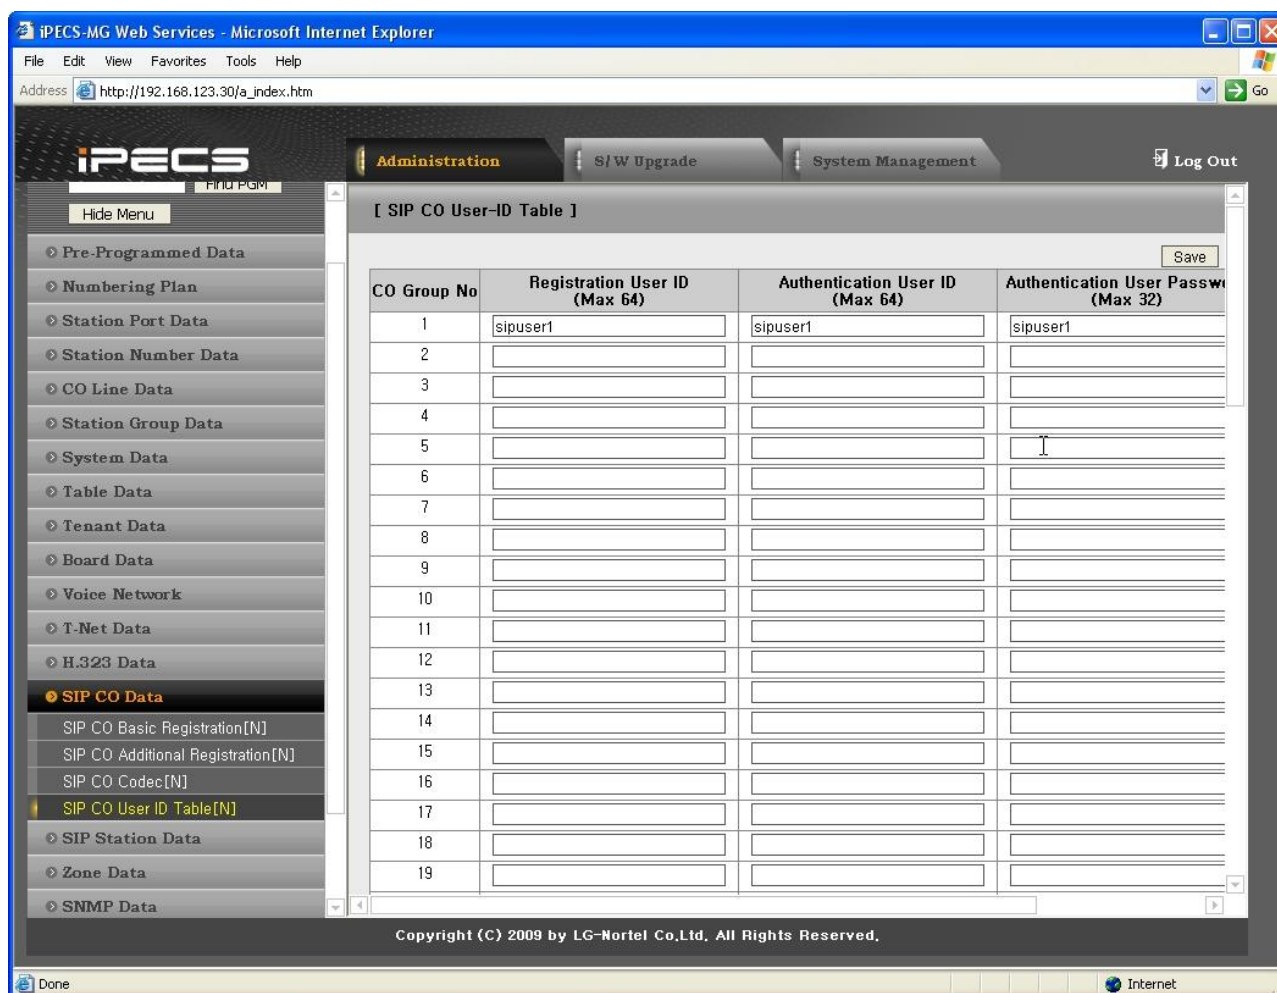 iPECS-MG Web Services - Microsoft Internet Explorer
File Edit View Favorites Tools Help
Address http://192.168.123.30/a_index.htm Go
iPECS
Administration S/W Upgrade System Management Log Out
Find PGM
Hide Menu
Pre-Programmed Data
Numbering Plan
Station Port Data
Station Number Data
CO Line Data
Station Group Data
System Data
Table Data
Tenant Data
Board Data
Voice Network
T-Net Data
H.323 Data
SIP CO Data
SIP CO Basic Registration[N]
SIP CO Additional Registration[N]
SIP CO Codec[N]
SIP CO User ID Table[N]
SIP Station Data
Zone Data
SNMP Data
[ SIP CO User-ID Table ]
Save
CO Group No Registration User ID (Max 64) Authentication User ID (Max 64) Authentication User Passwo (Max 32)
1 sipuser1 sipuser1 sipuser1
2
3
4
5
6
7
8
9
10
11
12
13
14
15
16
17
18
19
Copyright (C) 2009 by LG-Nortel Co,Ltd, All Rights Reserved,
Done Internet